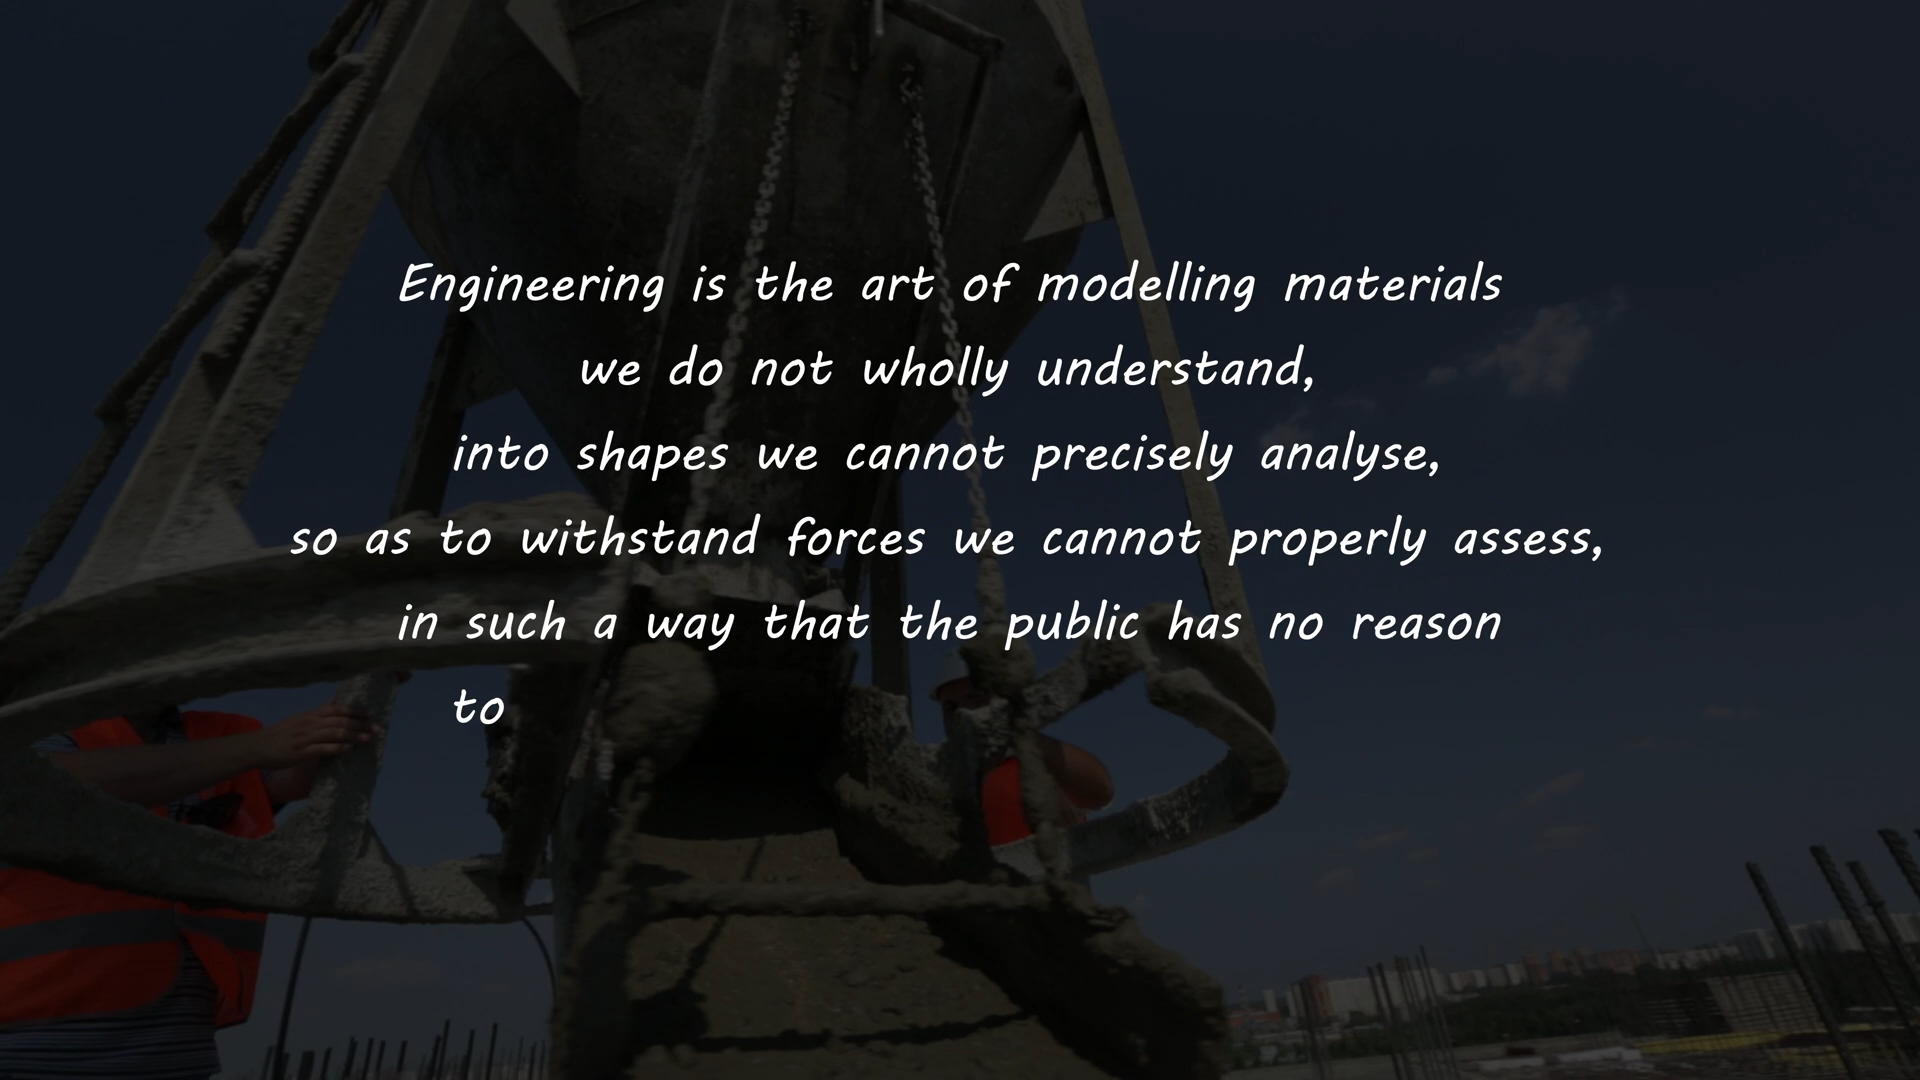 Engineering is the art of modelling materials
we do not wholly understand,
into shapes we cannot precisely analyse,
so as to withstand forces we cannot properly assess,
in such a way that the public has no reason
to